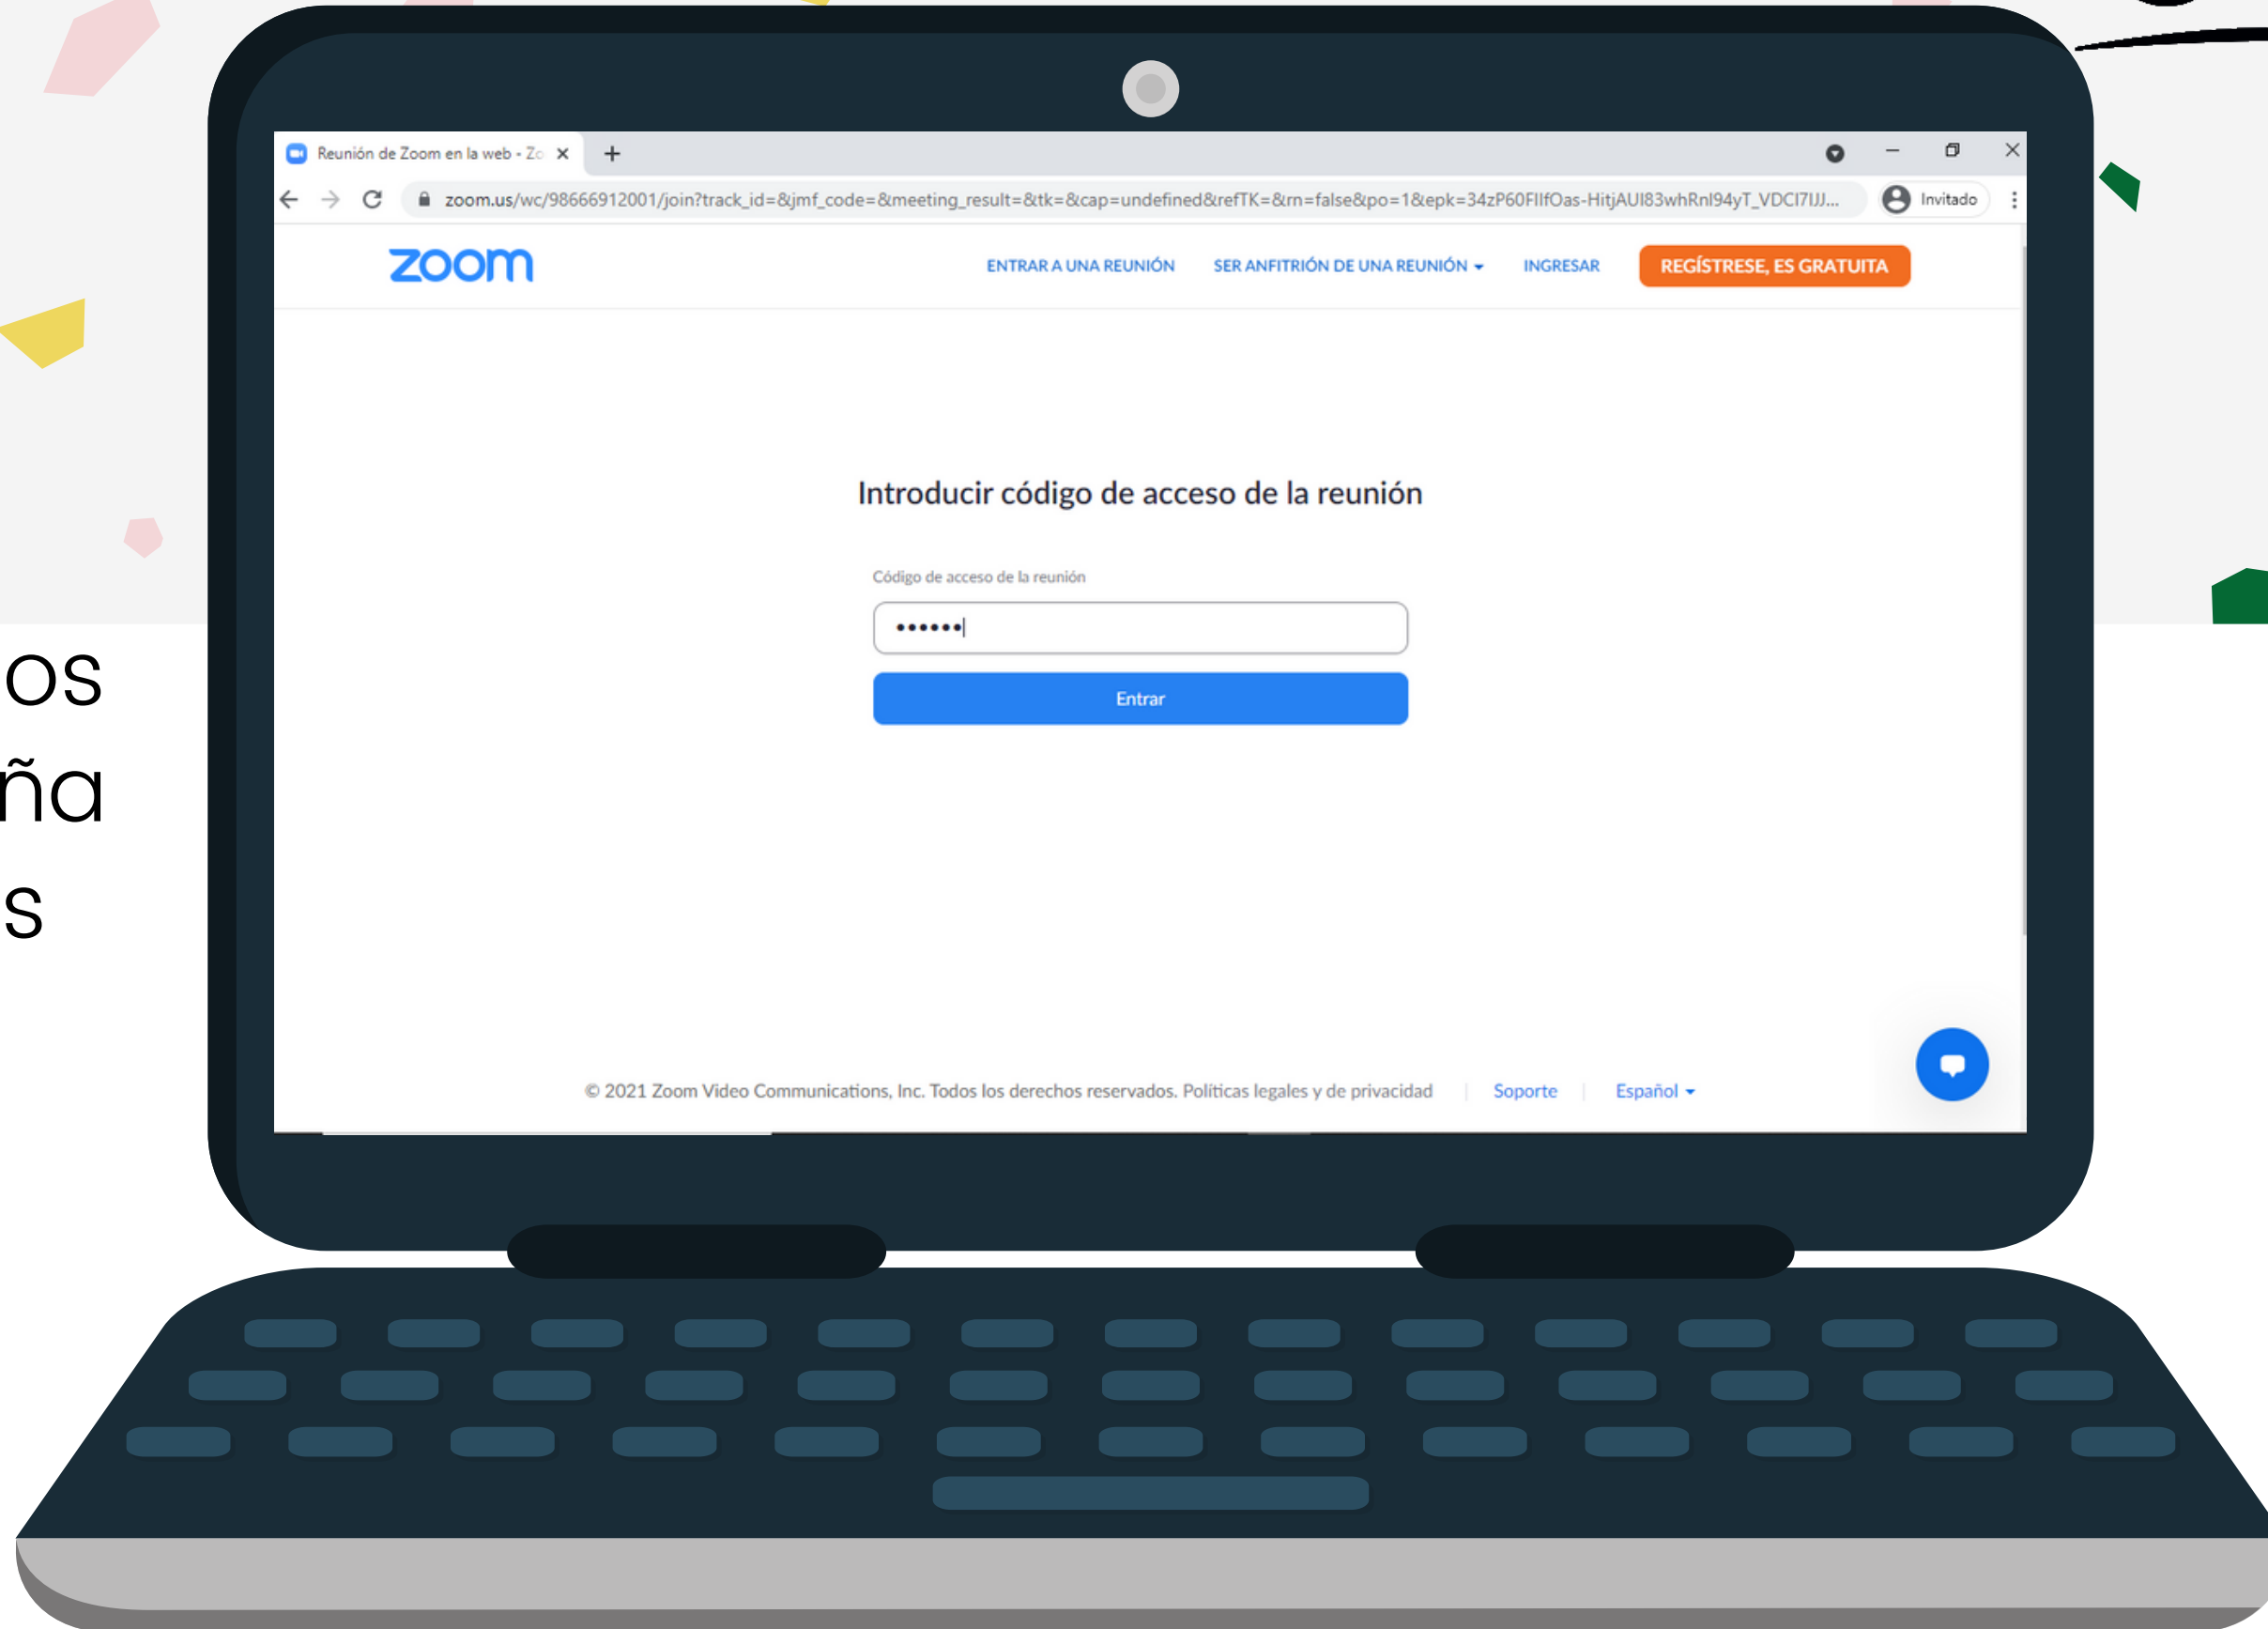 Reunión de Zoom en la web - Zo
zoom.us/wc/98666912001/join?track_id=&jmf_code=&meeting_result=&tk=&cap=undefined&refTK=&rn=false&po=1&epk=34zP60FIIfOas-HitjAUI83whRnI94yT_VDCI7IJJ...
Invitado
zoom
ENTRAR A UNA REUNIÓN SER ANFITRIÓN DE UNA REUNIÓN INGRESAR REGÍSTRESE, ES GRATUITA
Introducir código de acceso de la reunión
Código de acceso de la reunión
••••••
Entrar
os
ña
s
© 2021 Zoom Video Communications, Inc. Todos los derechos reservados. Políticas legales y de privacidad | Soporte | Español